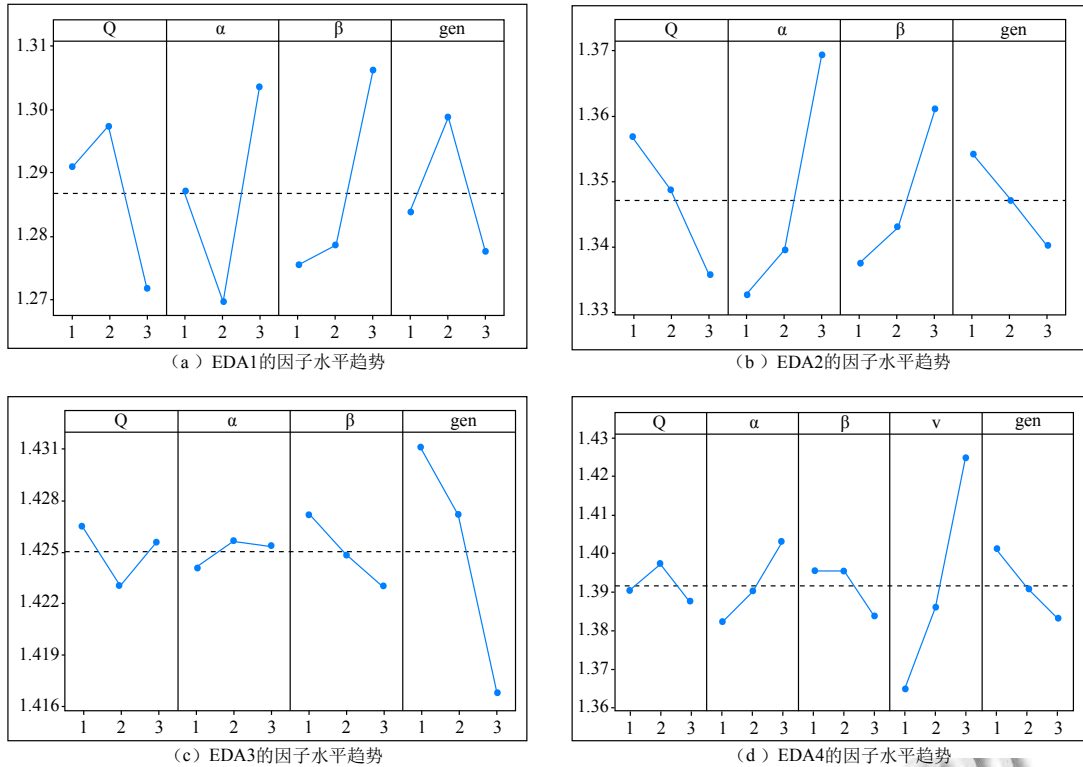 Q α β gen
1.31
1.30
1.29
1.28
1.27
1 2 3 1 2 3 1 2 3 1 2 3
（a）EDA1的因子水平趋势
Q α β gen
1.37
1.36
1.35
1.34
1.33
1 2 3 1 2 3 1 2 3 1 2 3
（b）EDA2的因子水平趋势
Q α β gen
1.431
1.428
1.425
1.422
1.419
1.416
1 2 3 1 2 3 1 2 3 1 2 3
（c）EDA3的因子水平趋势
Q α β v gen
1.43
1.42
1.41
1.40
1.39
1.38
1.37
1.36
1 2 3 1 2 3 1 2 3 1 2 3 1 2 3
（d）EDA4的因子水平趋势